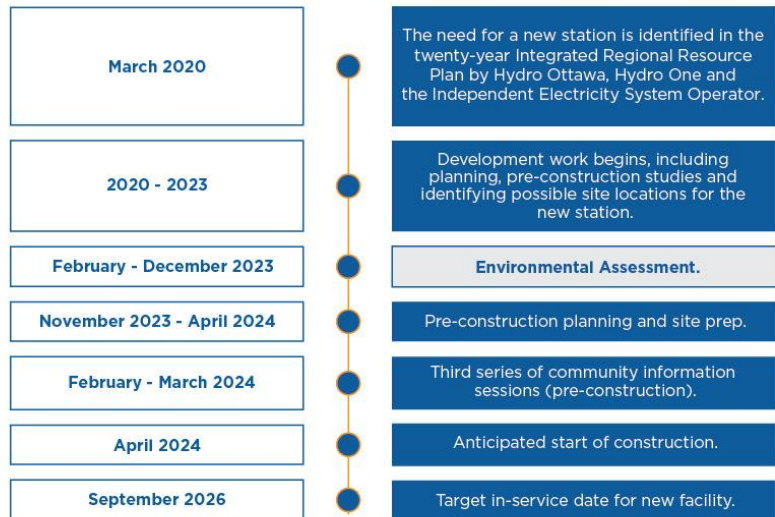 March 2020
The need for a new station is identified in the
twenty-year Integrated Regional Resource
Plan by Hydro Ottawa, Hydro One and
the Independent Electricity System Operator.
2020 - 2023
Development work begins, including
planning, pre-construction studies and
identifying possible site locations for the
new station.
February - December 2023
Environmental Assessment.
November 2023 - April 2024
Pre-construction planning and site prep.
February - March 2024
Third series of community information
sessions (pre-construction).
April 2024
Anticipated start of construction.
September 2026
Target in-service date for new facility.